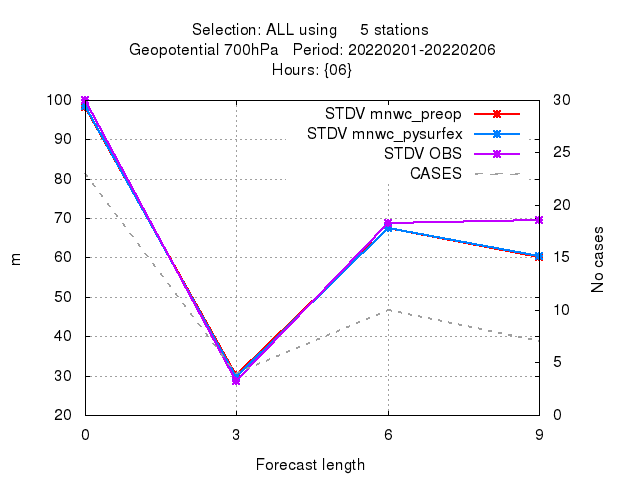 Selection: ALL using 5 stations
Geopotential 700hPa Period: 20220201-20220206
Hours: {06}
STDV mnwc_preop
STDV mnwc_pysurfex
STDV OBS
CASES
100
90
80
70
60
50
40
30
20
30
25
20
15
10
5
0
m
No cases
0 3 6 9
Forecast length